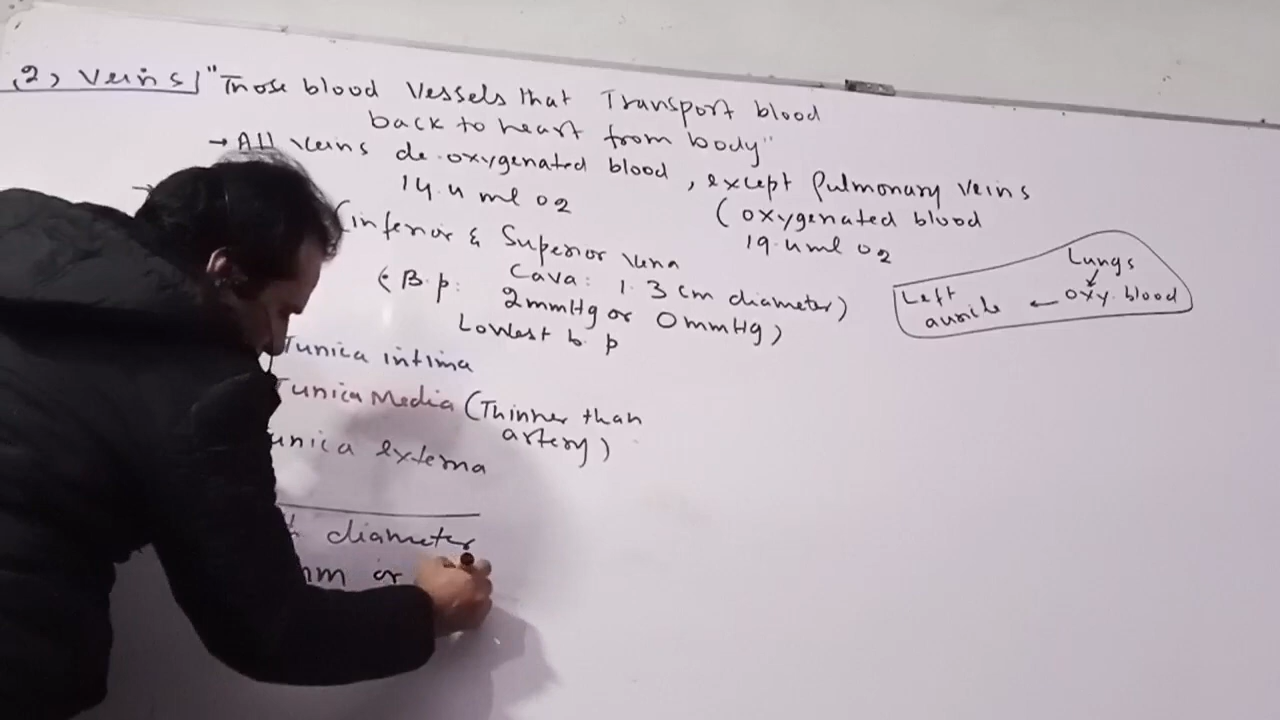 (2) Veins "Those blood vessels that Transport blood
back to heart from body"
→ All veins de-oxygenated blood, except pulmonary veins
14.4 ml O2
(oxygenated blood
19.4 ml O2
(inferior & Superior vena
Cava: 1.3 cm diameter)
(B.p: 2mmHg or 0mmHg)
Lowest b.p
Lungs
oxy. blood
Left ←
auricle
Tunica intima
Tunica Media (Thinner than
artery)
unica externa
diameter
mm or